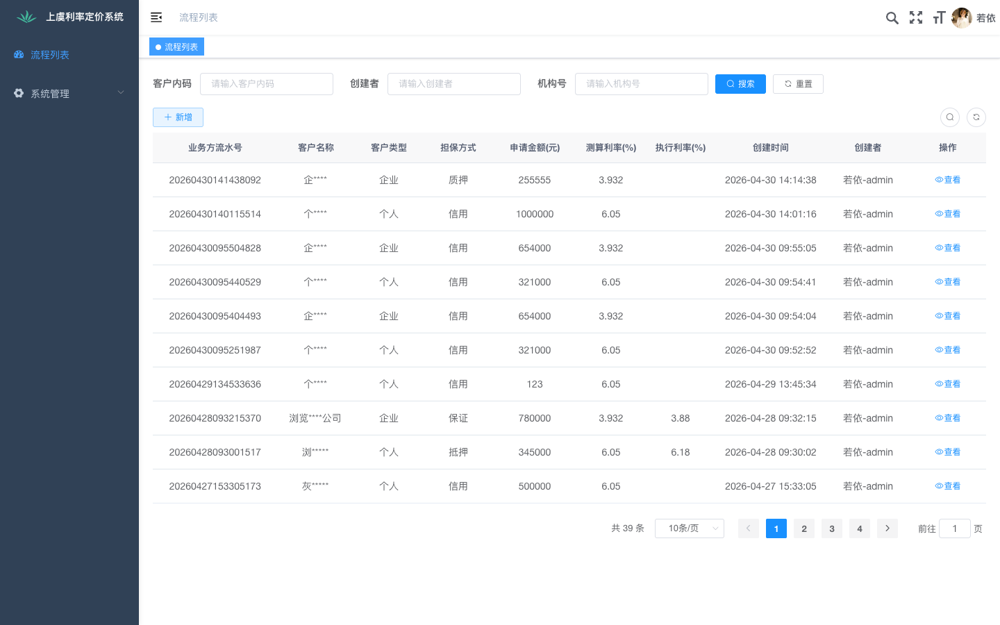 上虞利率定价系统
流程列表
系统管理
流程列表
若依
流程列表
客户内码 请输入客户内码 创建者 请输入创建者 机构号 请输入机构号 搜索 重置
新增
业务方流水号 客户名称 客户类型 担保方式 申请金额(元) 测算利率(%) 执行利率(%) 创建时间 创建者 操作
20260430141438092 企**** 企业 质押 255555 3.932 2026-04-30 14:14:38 若依-admin 查看
20260430140115514 个**** 个人 信用 1000000 6.05 2026-04-30 14:01:16 若依-admin 查看
20260430095504828 企**** 企业 信用 654000 3.932 2026-04-30 09:55:05 若依-admin 查看
20260430095440529 个**** 个人 信用 321000 6.05 2026-04-30 09:54:41 若依-admin 查看
20260430095404493 企**** 企业 信用 654000 3.932 2026-04-30 09:54:04 若依-admin 查看
20260430095251987 个**** 个人 信用 321000 6.05 2026-04-30 09:52:52 若依-admin 查看
20260429134533636 个**** 个人 信用 123 6.05 2026-04-29 13:45:34 若依-admin 查看
20260428093215370 浏览****公司 企业 保证 780000 3.932 3.88 2026-04-28 09:32:15 若依-admin 查看
20260428093001517 浏***** 个人 抵押 345000 6.05 6.18 2026-04-28 09:30:02 若依-admin 查看
20260427153305173 灰***** 个人 信用 500000 6.05 2026-04-27 15:33:05 若依-admin 查看
共 39 条 10条/页 1 2 3 4 前往 1 页